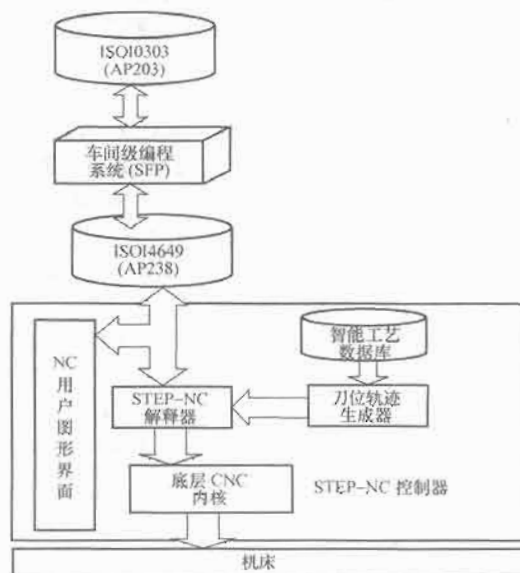 ISO10303
(AP203)
车间级编程
系统(SFP)
ISO14649
(AP238)
NC
用
户
图
形
界
面
智能工艺
数据库
STEP-NC
解释器
刀位轨迹
生成器
底层 CNC
内核
STEP-NC 控制器
机床